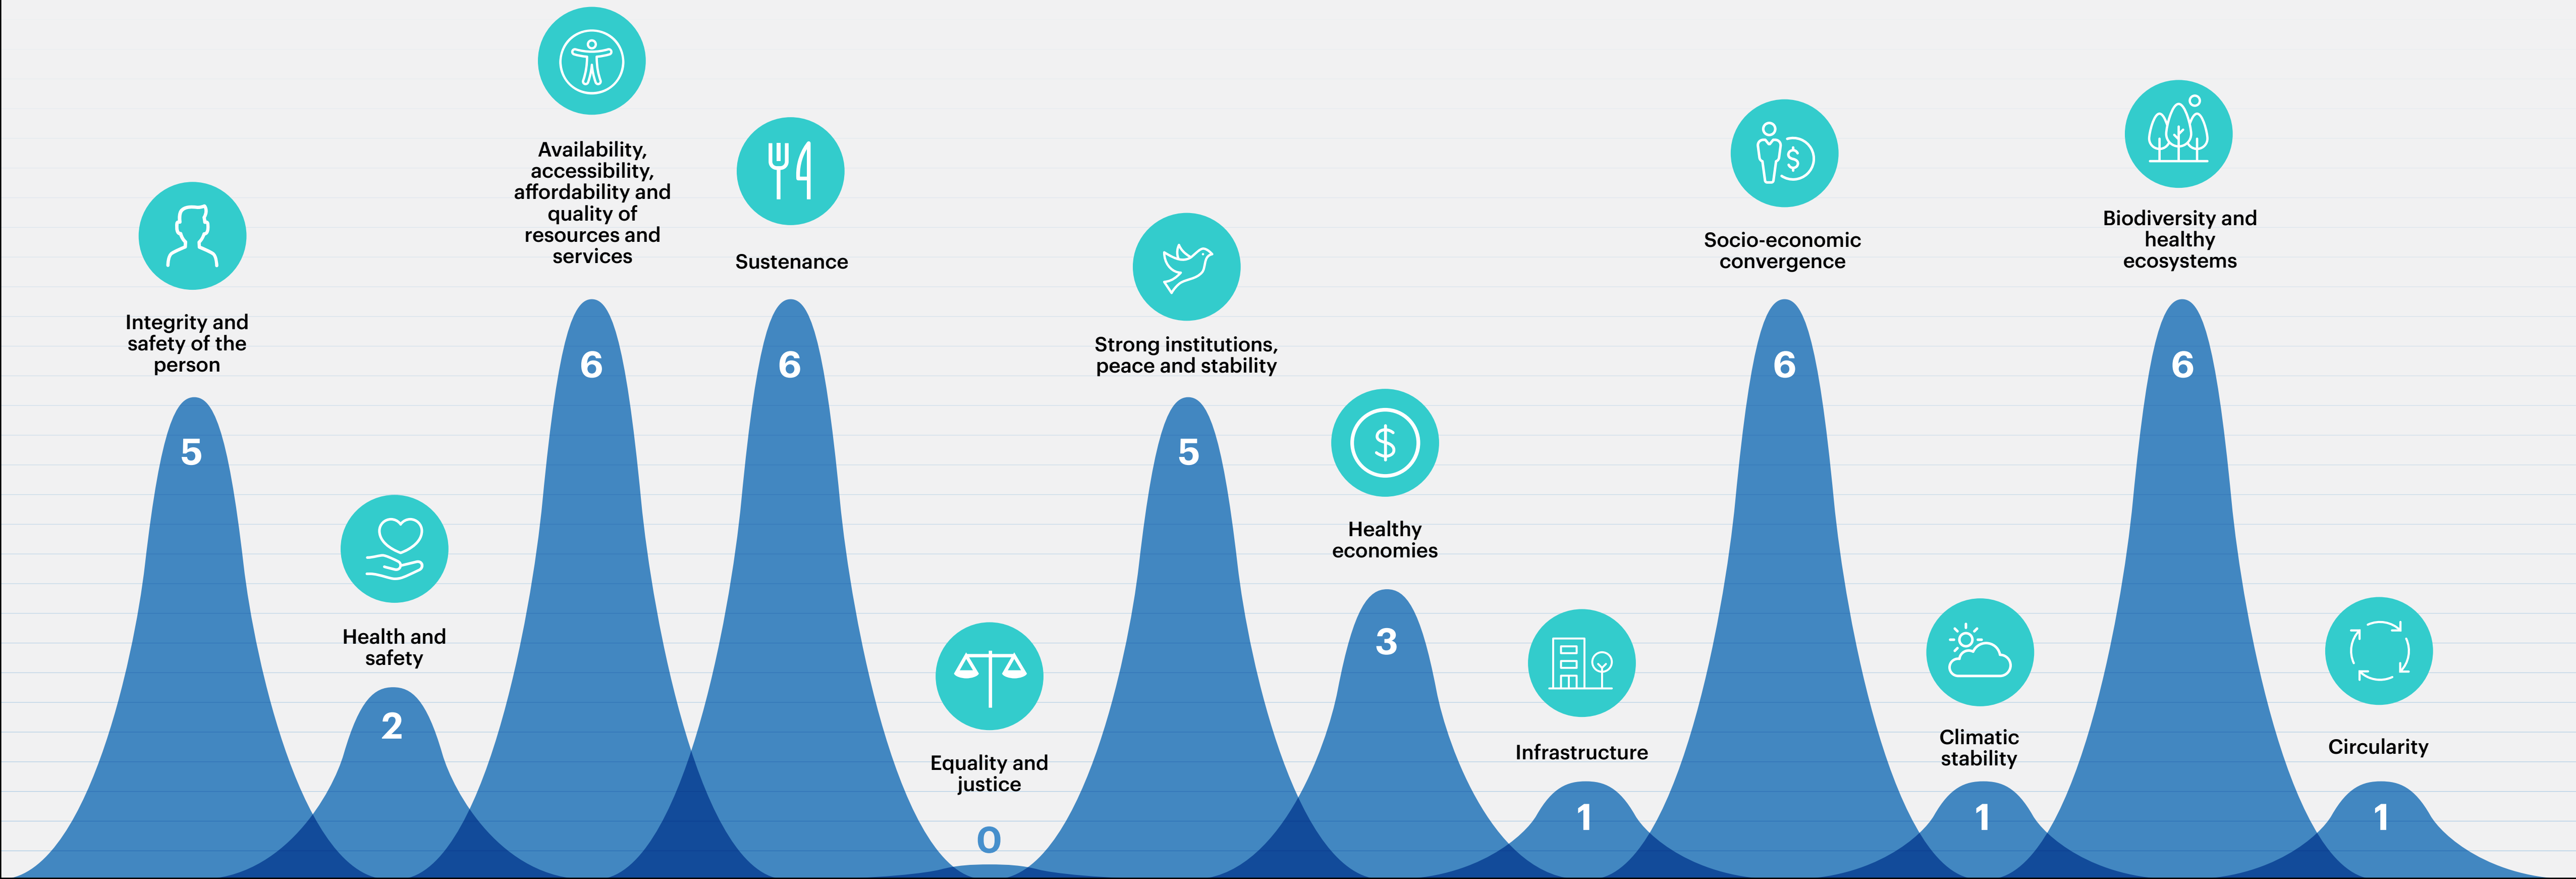 Integrity and
safety of the
person
5
Health and
safety
2
Availability,
accessibility,
affordability and
quality of
resources and
services
6
Sustenance
6
Equality and
justice
0
Strong institutions,
peace and stability
5
$
Healthy
economies
3
Infrastructure
1
$
Socio-economic
convergence
6
Climatic
stability
1
Biodiversity and
healthy
ecosystems
6
Circularity
1